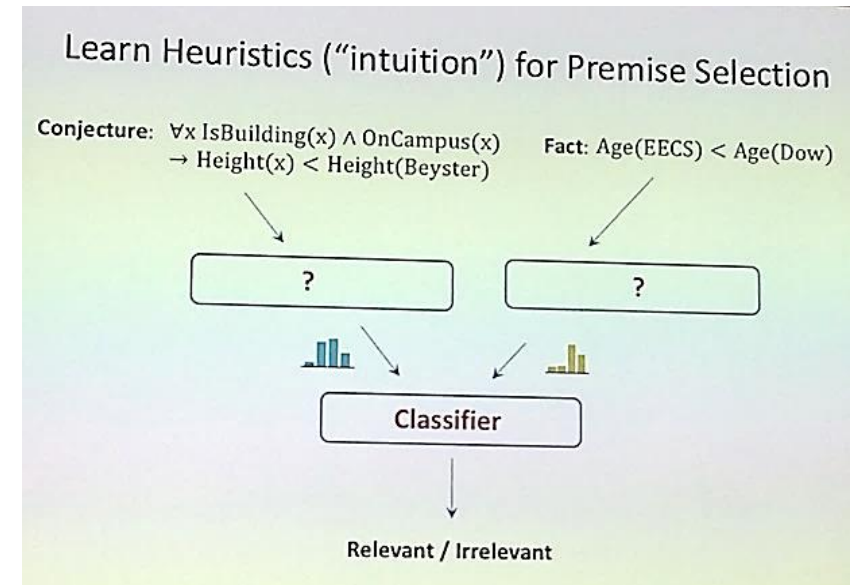 Learn Heuristics (“intuition”) for Premise Selection
Conjecture: ∀x IsBuilding(x) ∧ OnCampus(x)
→ Height(x) < Height(Beyster)
Fact: Age(EECS) < Age(Dow)
?
?
Classifier
Relevant / Irrelevant